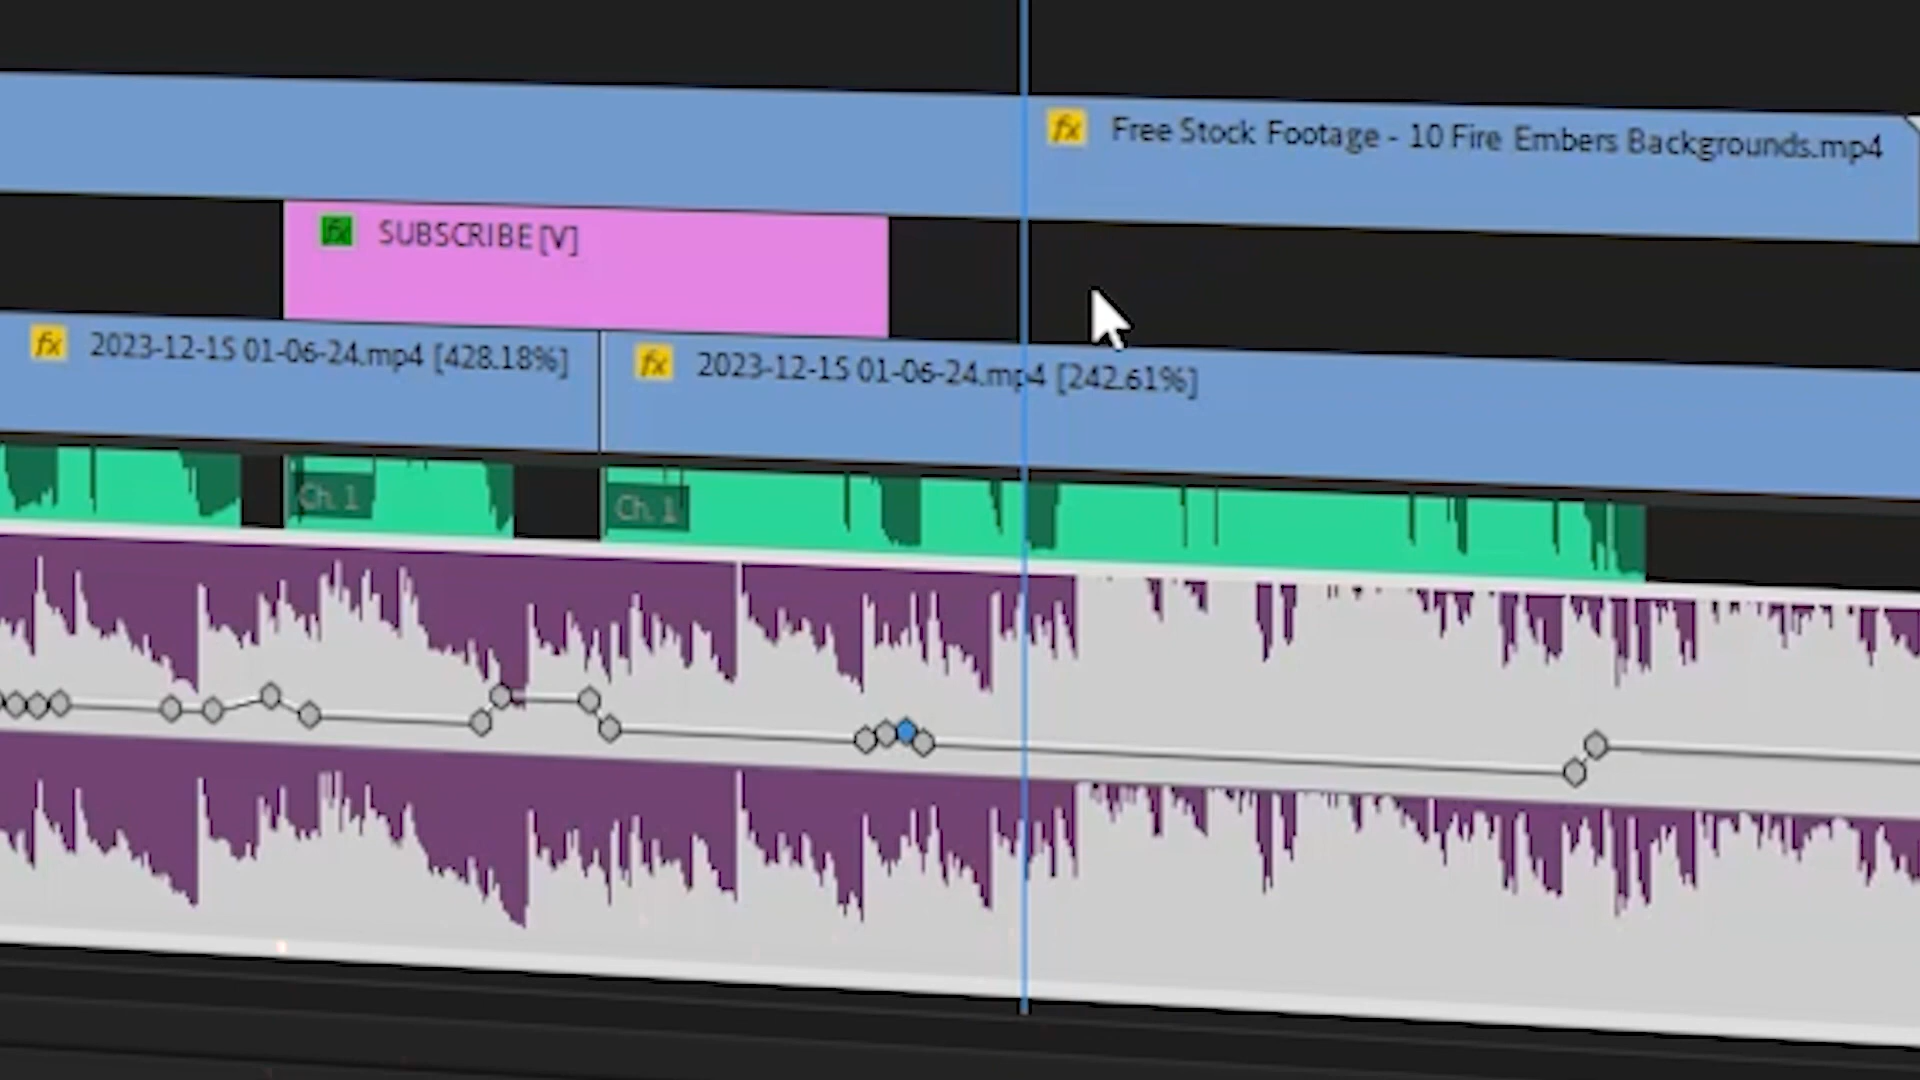 fx Free Stock Footage - 10 Fire Embers Backgrounds.mp4
fx SUBSCRIBE [V]
fx 2023-12-15 01-06-24.mp4 [428.18%]
fx 2023-12-15 01-06-24.mp4 [242.61%]
Ch. 1
Ch. 1